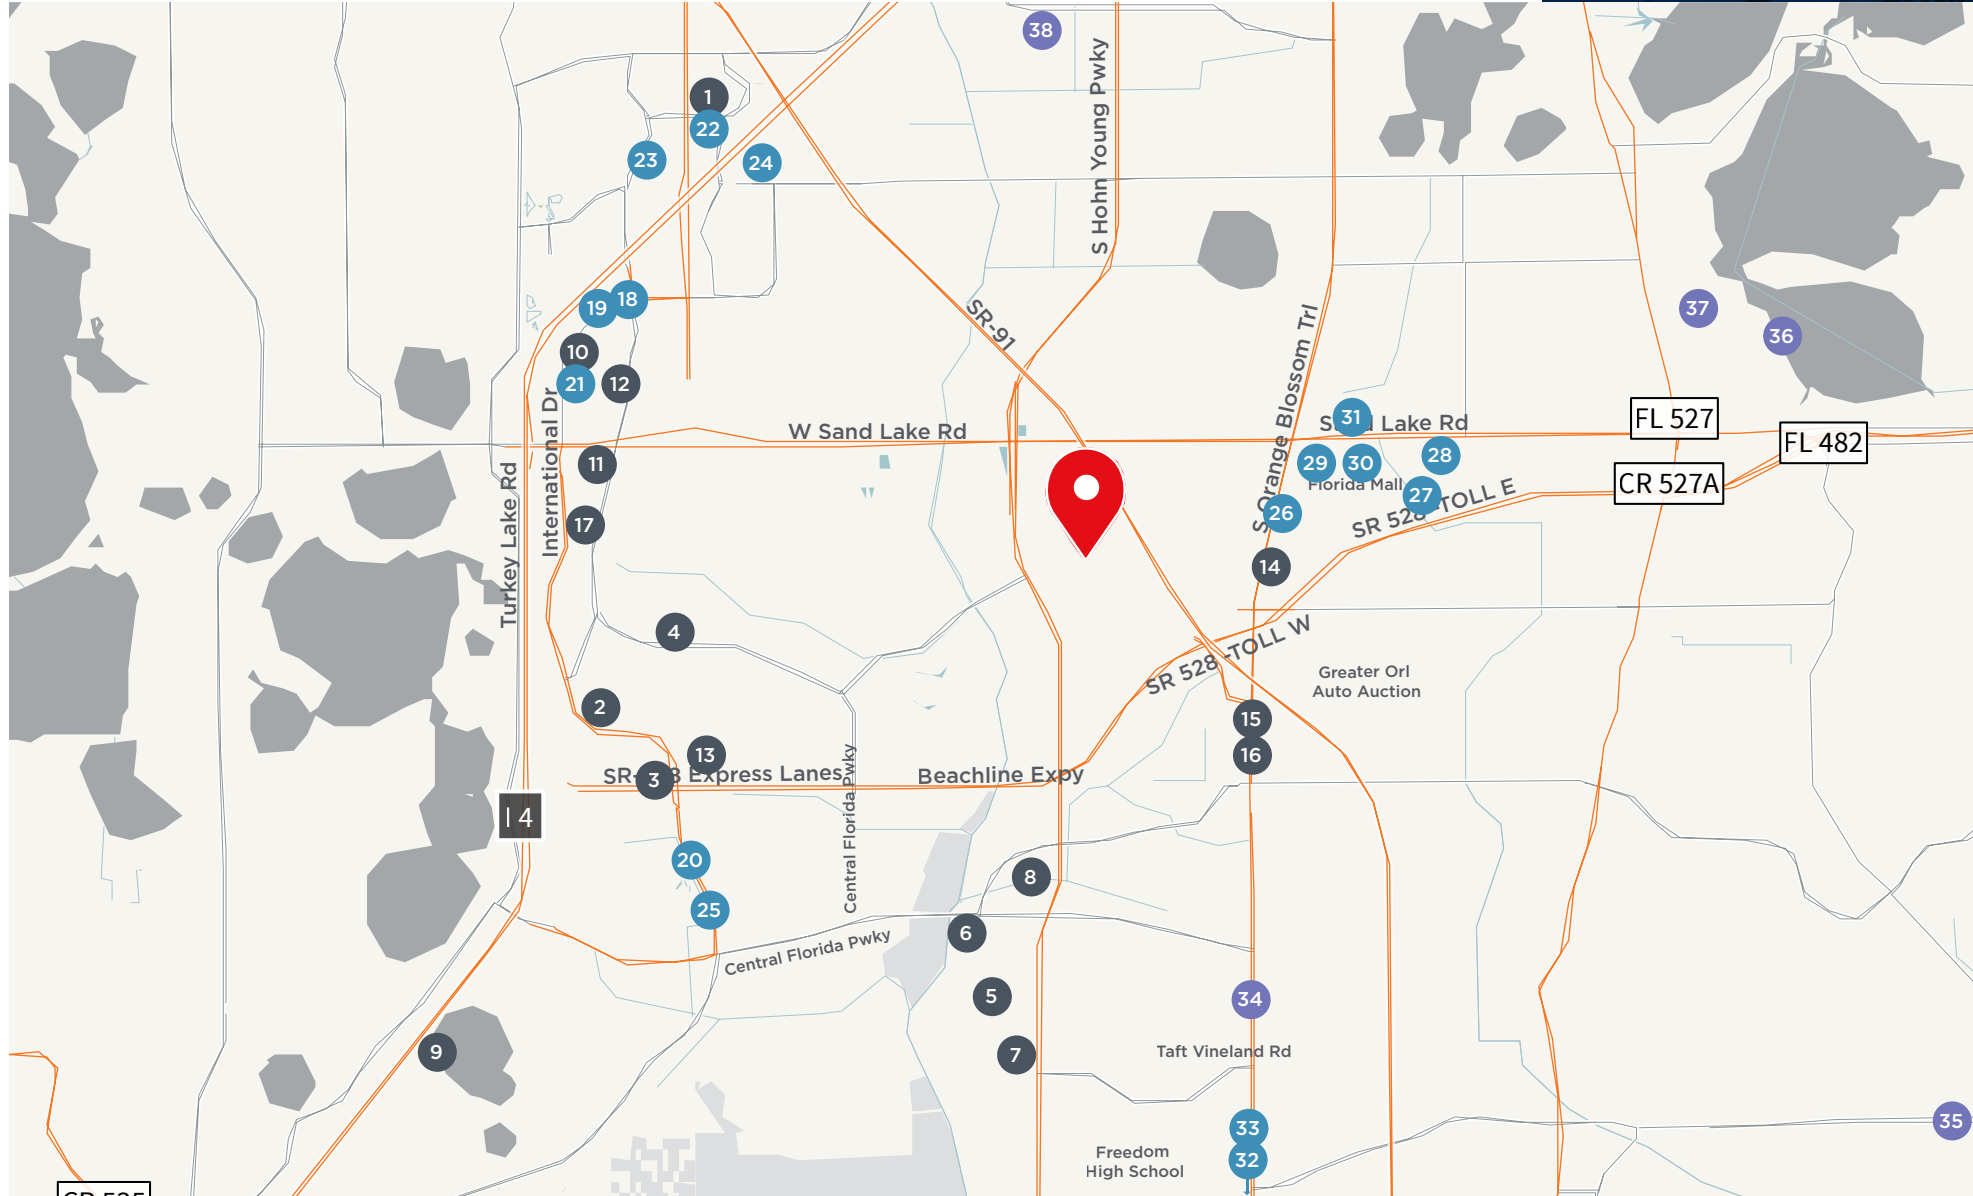 38
1
22
23
24
S Hohn Young Pwky
18
19
37
36
SR-91
S Orange Blossom Trl
10
21
12
International Dr
W Sand Lake Rd
31
Sand Lake Rd
FL 527
FL 482
CR 527A
11
Turkey Lake Rd
29
30
28
Florida Mall
27
26
SR 528 -TOLL E
17
14
4
SR 528 -TOLL W
Greater Orl
Auto Auction
2
15
16
13
3
Express Lanes
Beachline Expy
Central Florida Pwky
I 4
20
25
8
6
Central Florida Pwky
5
34
7
9
Taft Vineland Rd
35
33
32
Freedom
High School